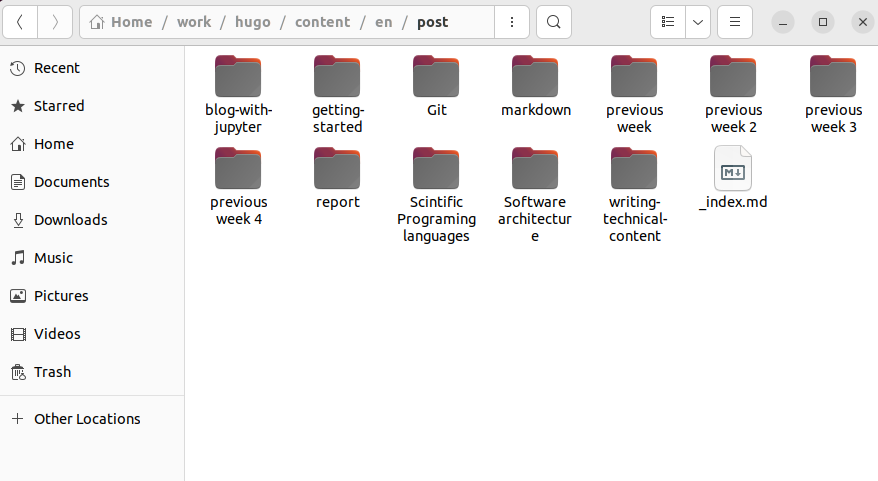 Home / work / hugo / content / en / post
Recent
Starred
Home
Documents
Downloads
Music
Pictures
Videos
Trash
Other Locations
blog-with-
jupyter
getting-
started
Git
markdown
previous
week
previous
week 2
previous
week 3
previous
week 4
report
Scintific
Programing
languages
Software
architectur
e
writing-
technical-
content
M
_index.md